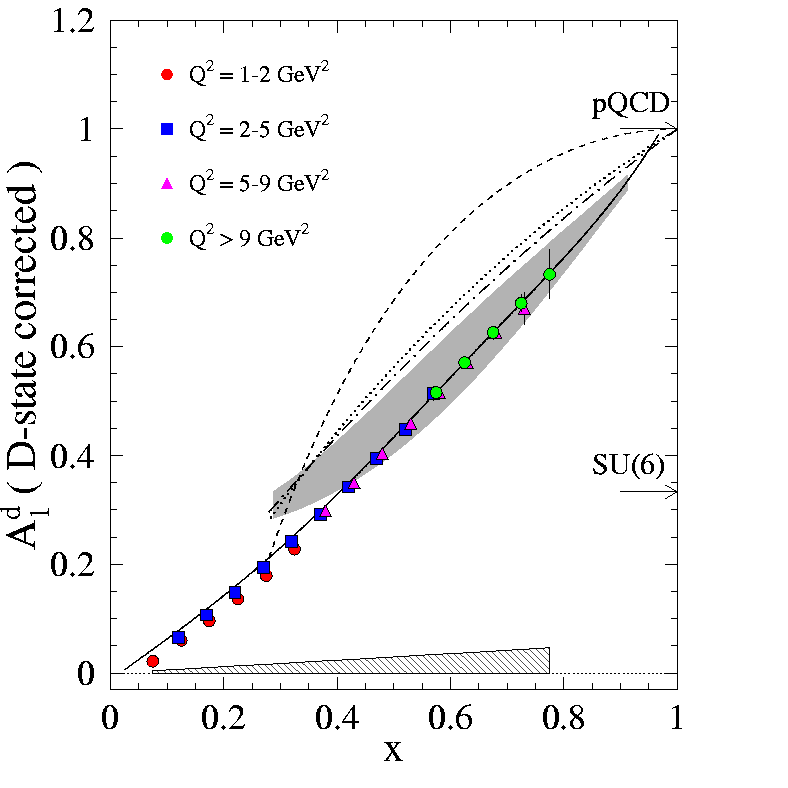 1.2
Q² = 1-2 GeV²
pQCD
1
Q² = 2-5 GeV²
Q² = 5-9 GeV²
0.8
Q² > 9 GeV²
0.6
SU(6)
0.4
0.2
0
A₁ᵈ ( D-state corrected )
0 0.2 0.4 0.6 0.8 1
x